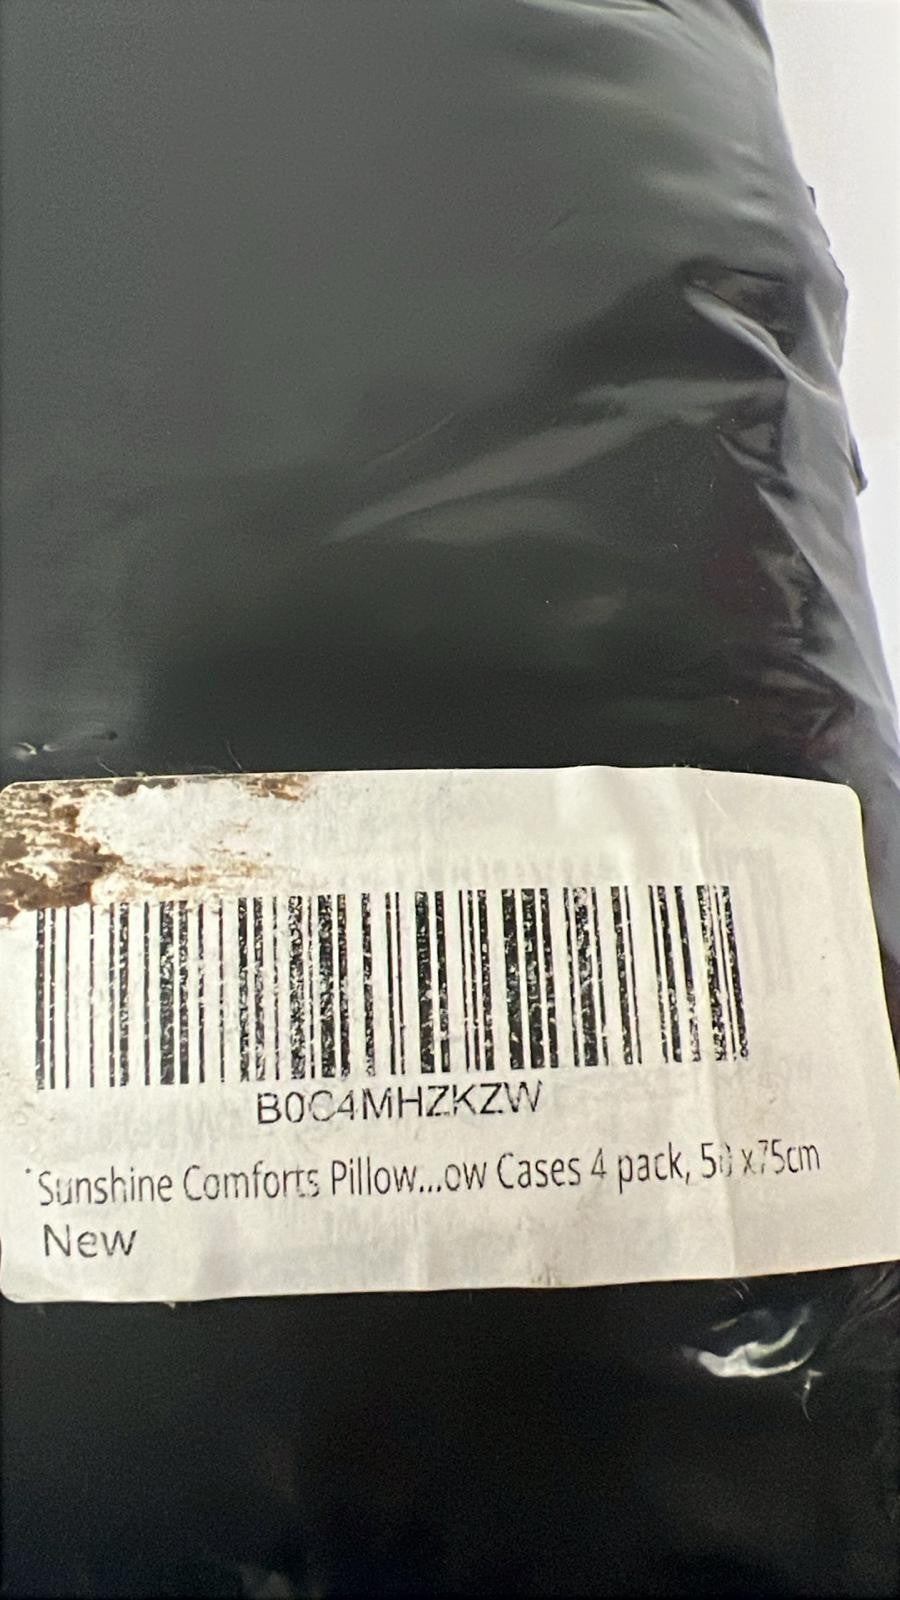 B0C4MHZKZW
Sunshine Comforts Pillow...ow Cases 4 pack, 50 x75cm
New